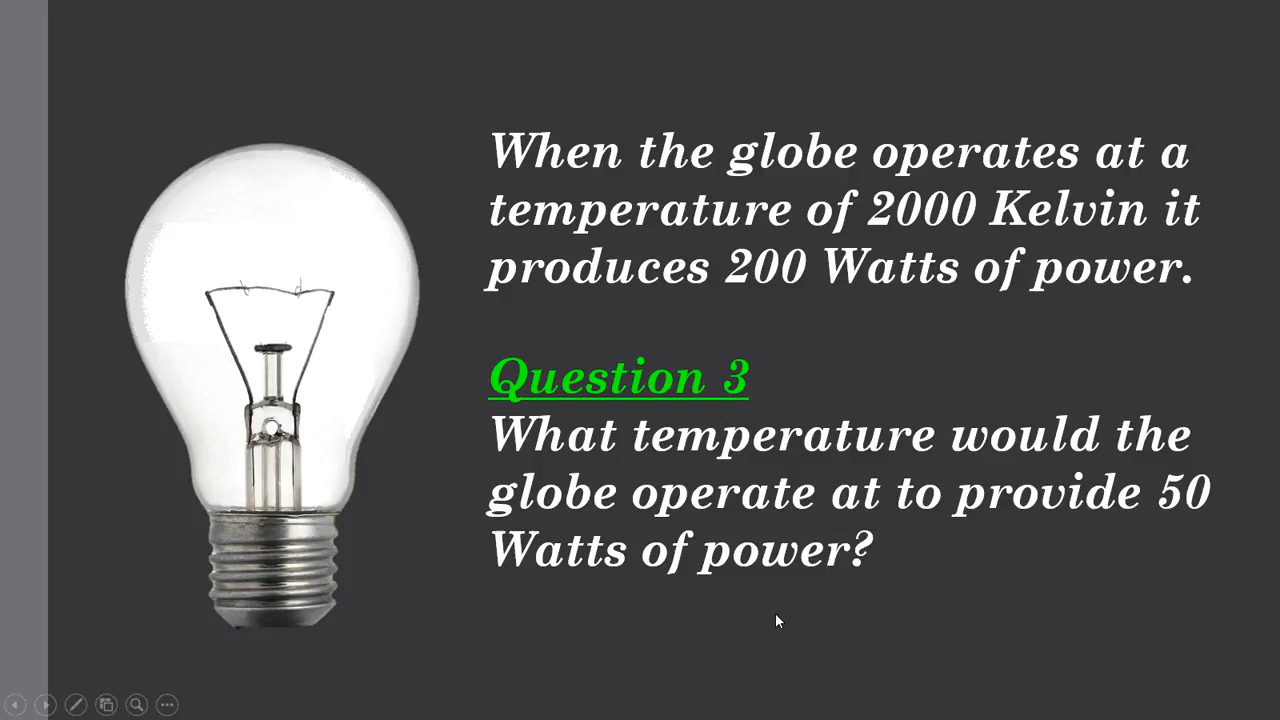 When the globe operates at a
temperature of 2000 Kelvin it
produces 200 Watts of power.
Question 3
What temperature would the
globe operate at to provide 50
Watts of power?